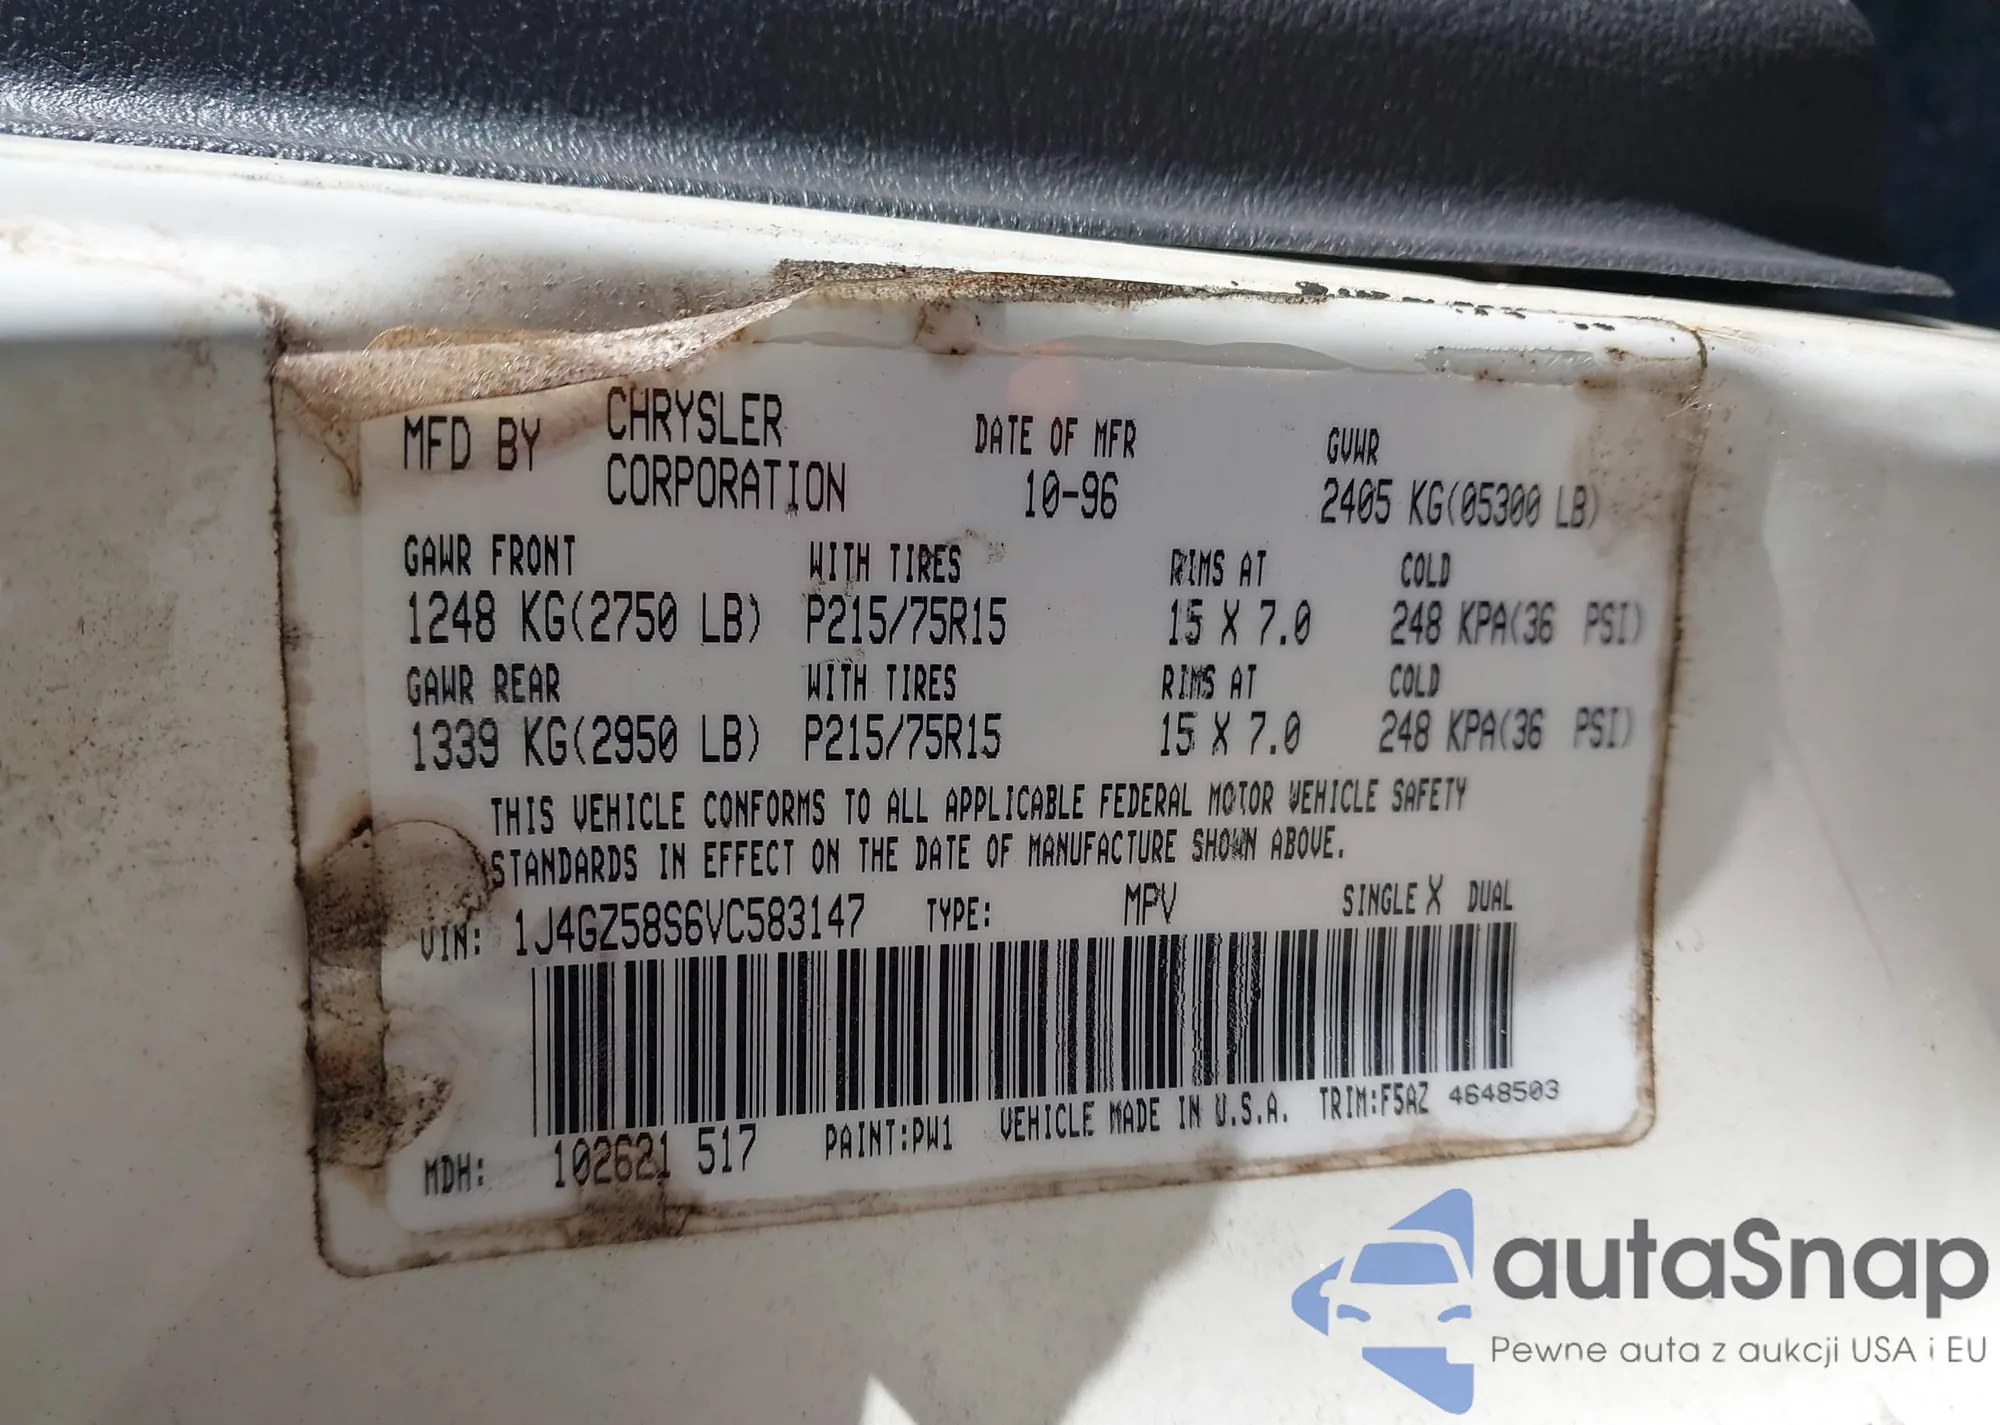 MFD BY CHRYSLER CORPORATION DATE OF MFR 10-96 GVWR 2405 KG(05300 LB)
GAWR FRONT WITH TIRES RIMS AT COLD
1248 KG(2750 LB) P215/75R15 15 X 7.0 248 KPA(36 PSI)
GAWR REAR WITH TIRES RIMS AT COLD
1339 KG(2950 LB) P215/75R15 15 X 7.0 248 KPA(36 PSI)
THIS VEHICLE CONFORMS TO ALL APPLICABLE FEDERAL MOTOR VEHICLE SAFETY
STANDARDS IN EFFECT ON THE DATE OF MANUFACTURE SHOWN ABOVE.
VIN: 1J4GZ58S6VC583147 TYPE: MPV SINGLE X DUAL
MDH: 102621 517 PAINT:PW1 VEHICLE MADE IN U.S.A. TRIM:F5AZ 4648503
autaSnap
Pewne auta z aukcji USA i EU